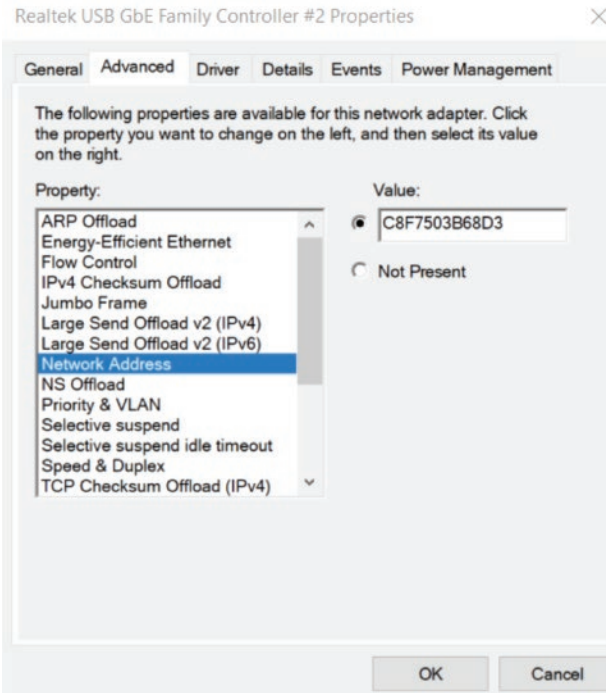 Realtek USB GbE Family Controller #2 Properties
General Advanced Driver Details Events Power Management
The following properties are available for this network adapter. Click
the property you want to change on the left, and then select its value
on the right.
Property:
Value:
ARP Offload
Energy-Efficient Ethernet
Flow Control
IPv4 Checksum Offload
Jumbo Frame
Large Send Offload v2 (IPv4)
Large Send Offload v2 (IPv6)
Network Address
NS Offload
Priority & VLAN
Selective suspend
Selective suspend idle timeout
Speed & Duplex
TCP Checksum Offload (IPv4)
C8F7503B68D3
Not Present
OK
Cancel